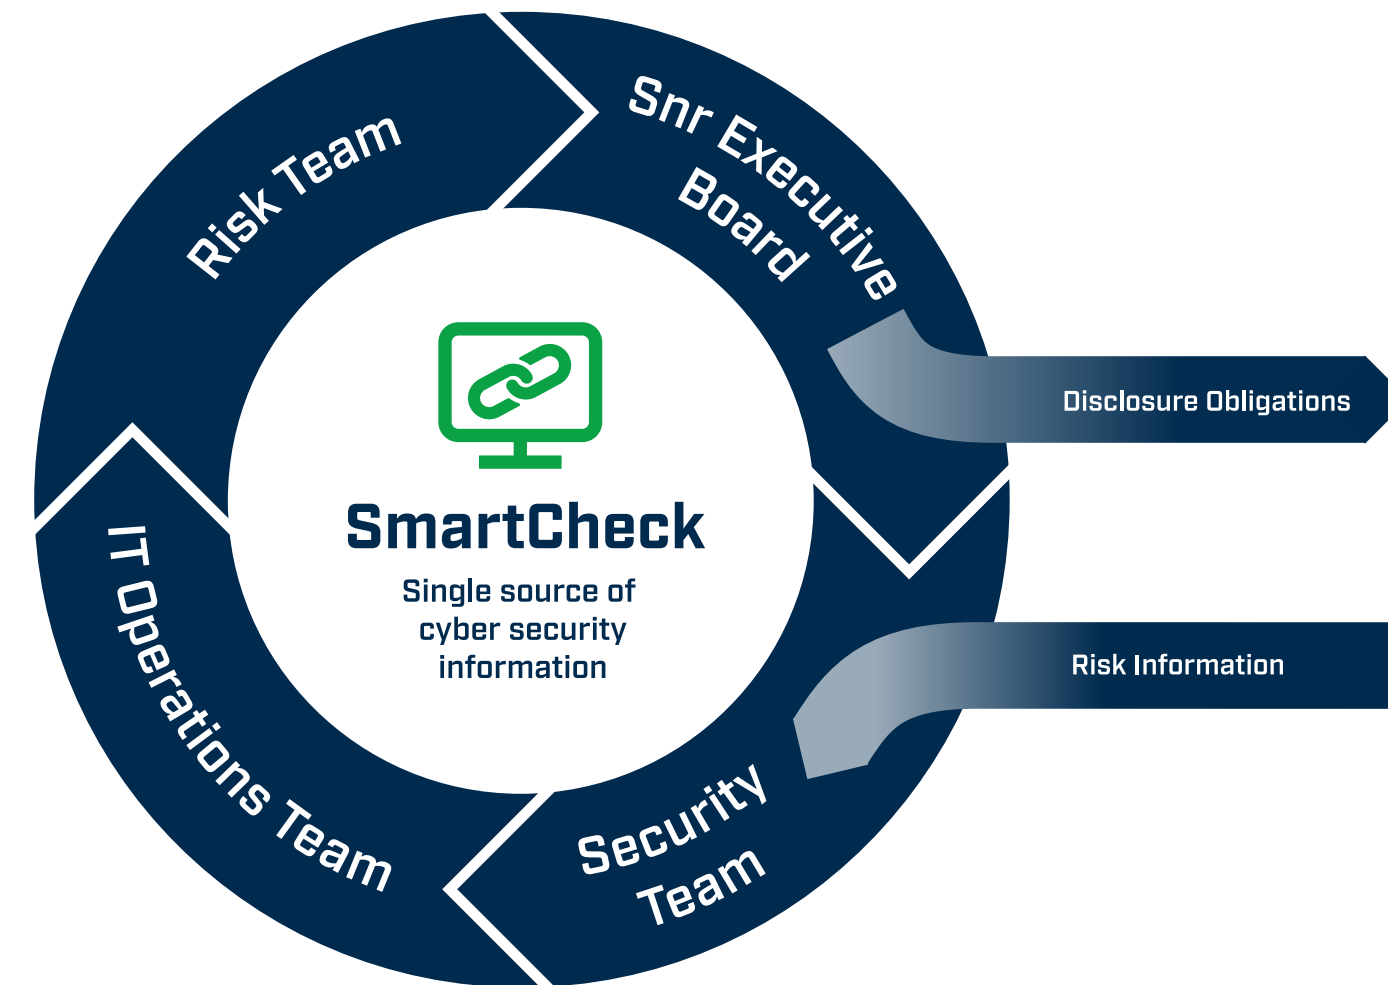 Risk Team
Snr Executive
Board
Disclosure Obligations
SmartCheck
Single source of
cyber security
information
Risk Information
IT Operations Team
Security
Team